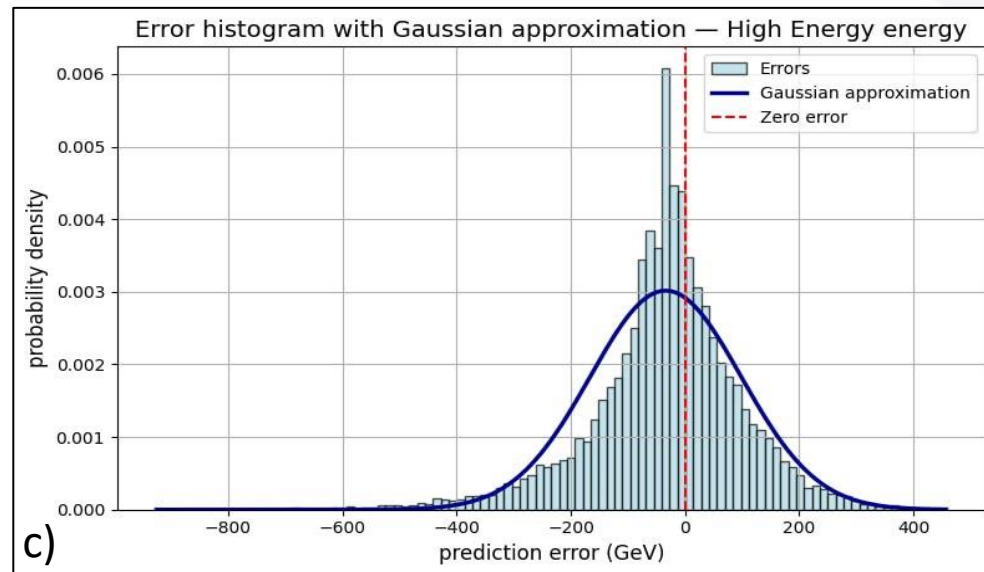 Error histogram with Gaussian approximation — High Energy energy
Errors
Gaussian approximation
Zero error
probability density
0.006
0.005
0.004
0.003
0.002
0.001
0.000
−800
−600
−400
−200
0
200
400
prediction error (GeV)
c)